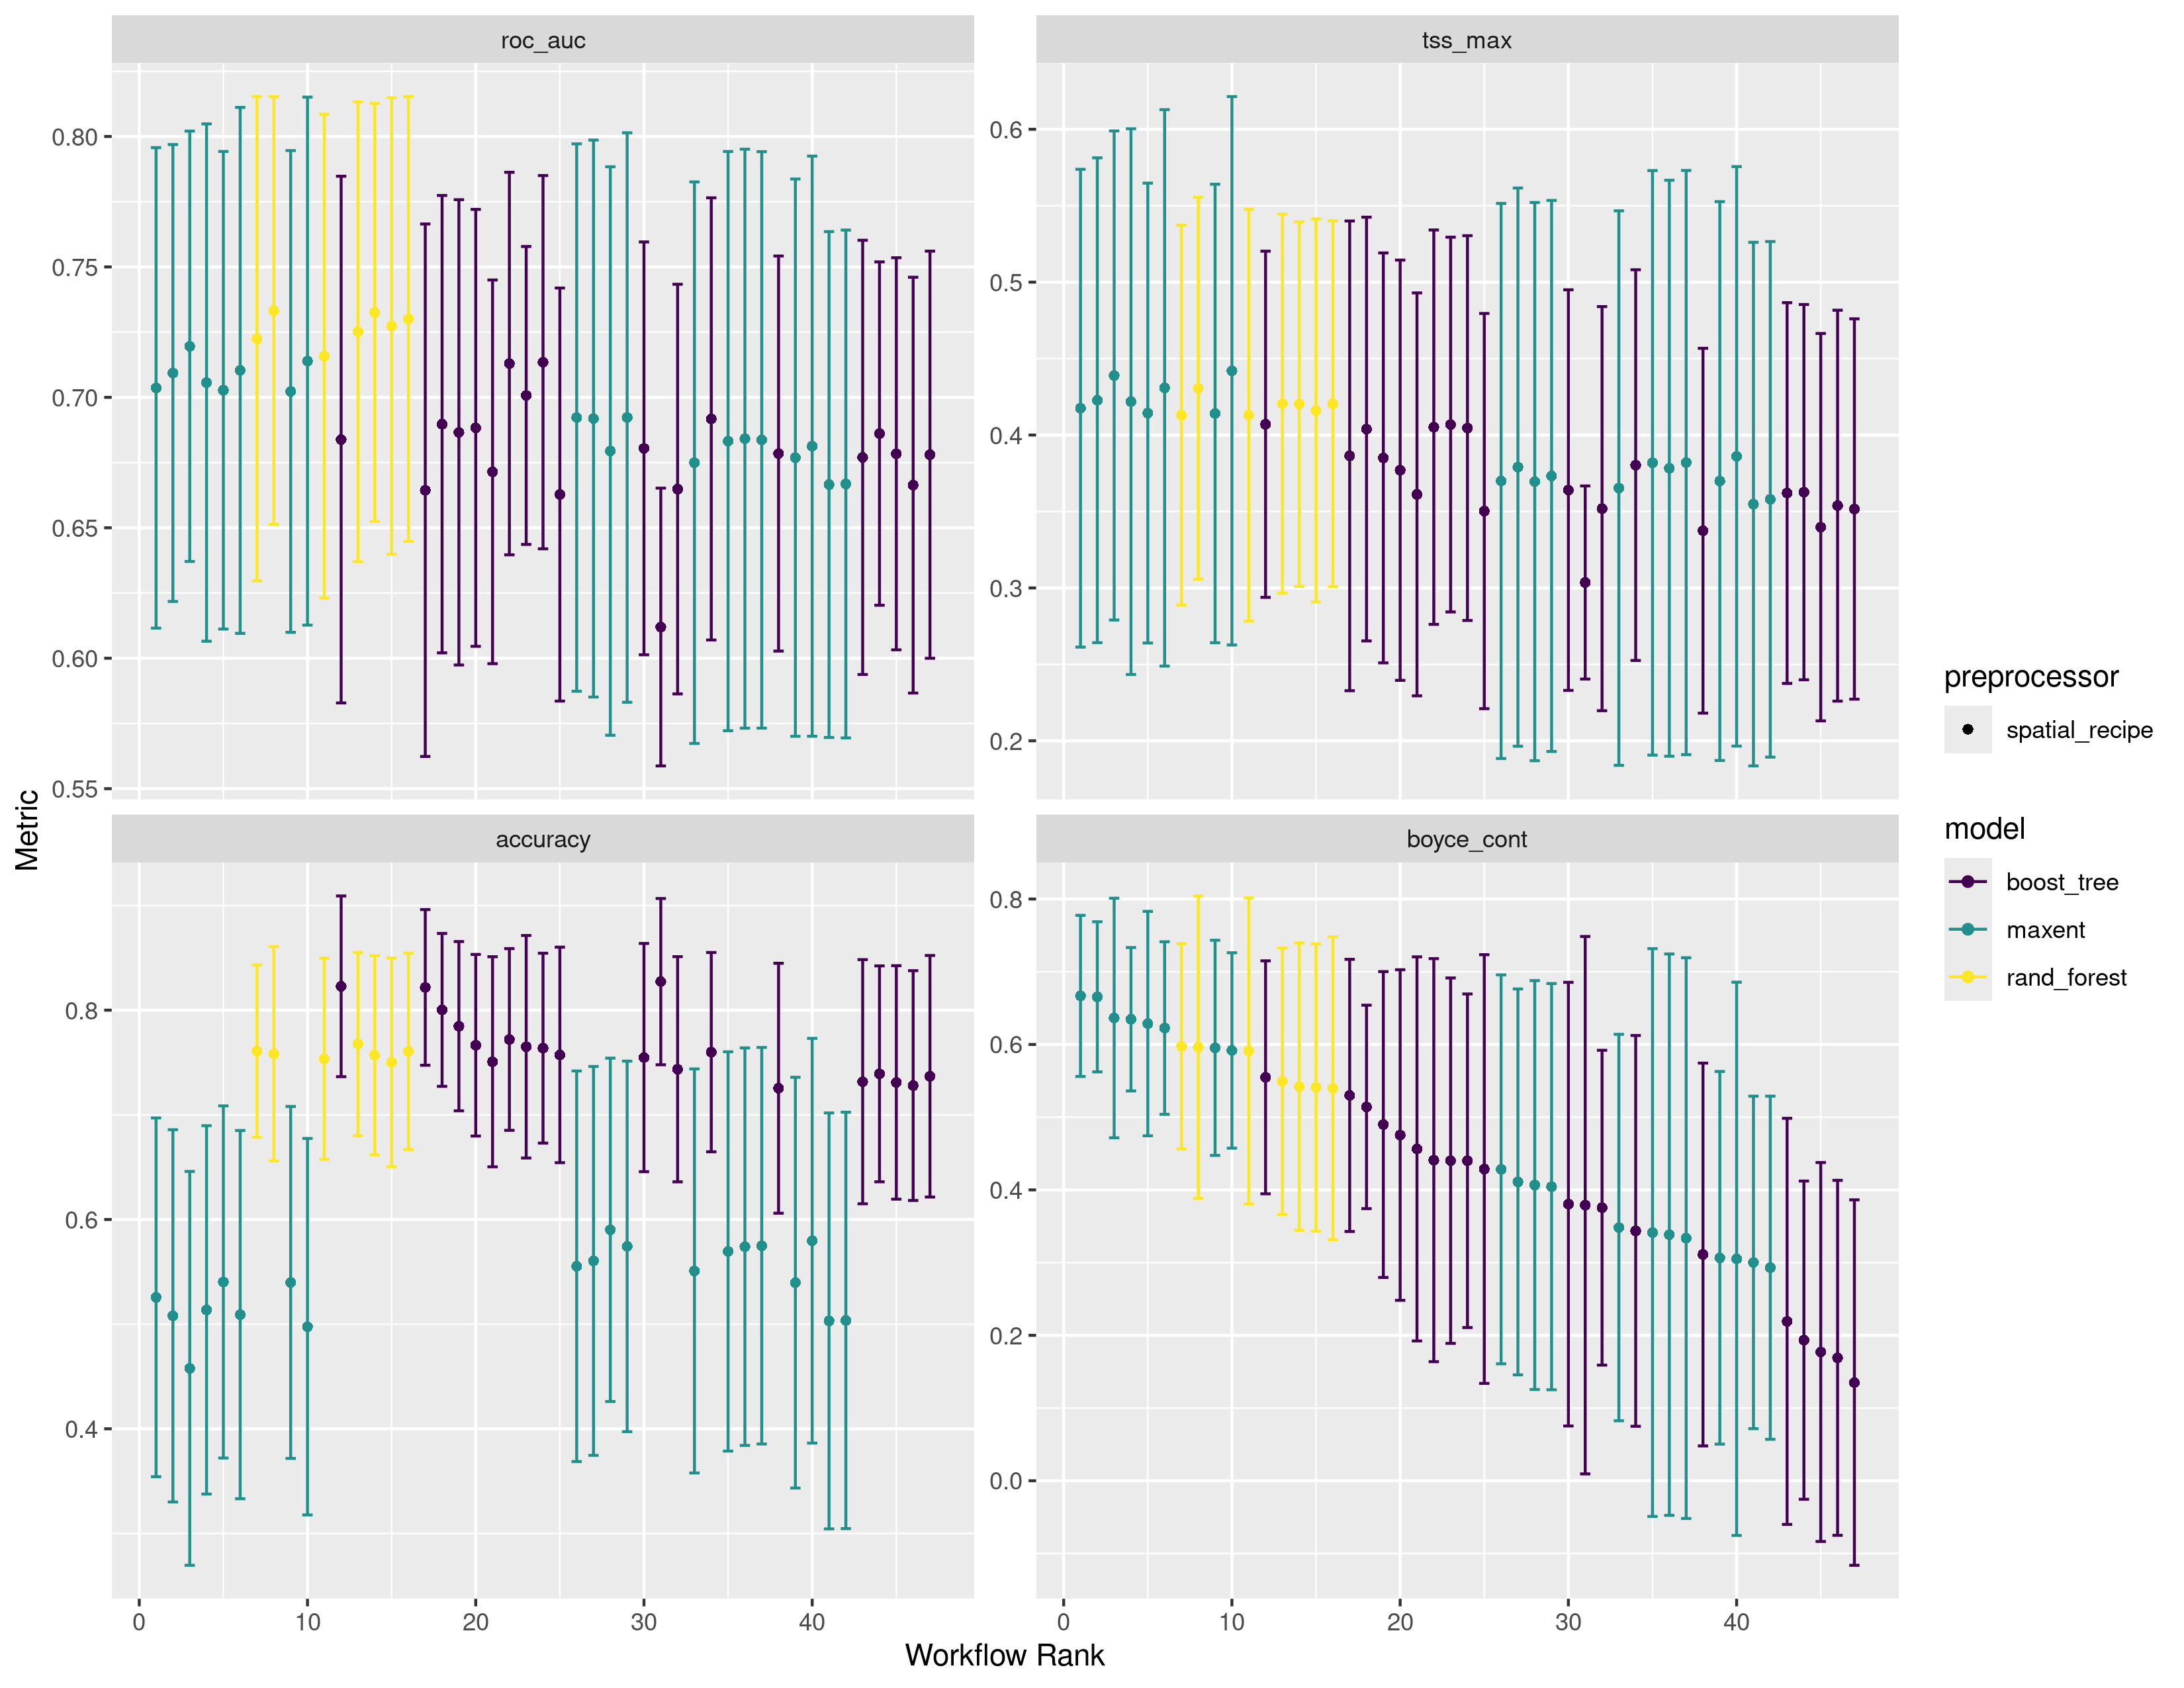 roc_auc
tss_max
0.80
0.75
0.70
0.65
0.60
0.55
0.6
0.5
0.4
0.3
0.2
Metric
accuracy
boyce_cont
0.8
0.6
0.4
0.8
0.6
0.4
0.2
0.0
0 10 20 30 40
0 10 20 30 40
Workflow Rank
preprocessor
spatial_recipe
model
boost_tree
maxent
rand_forest